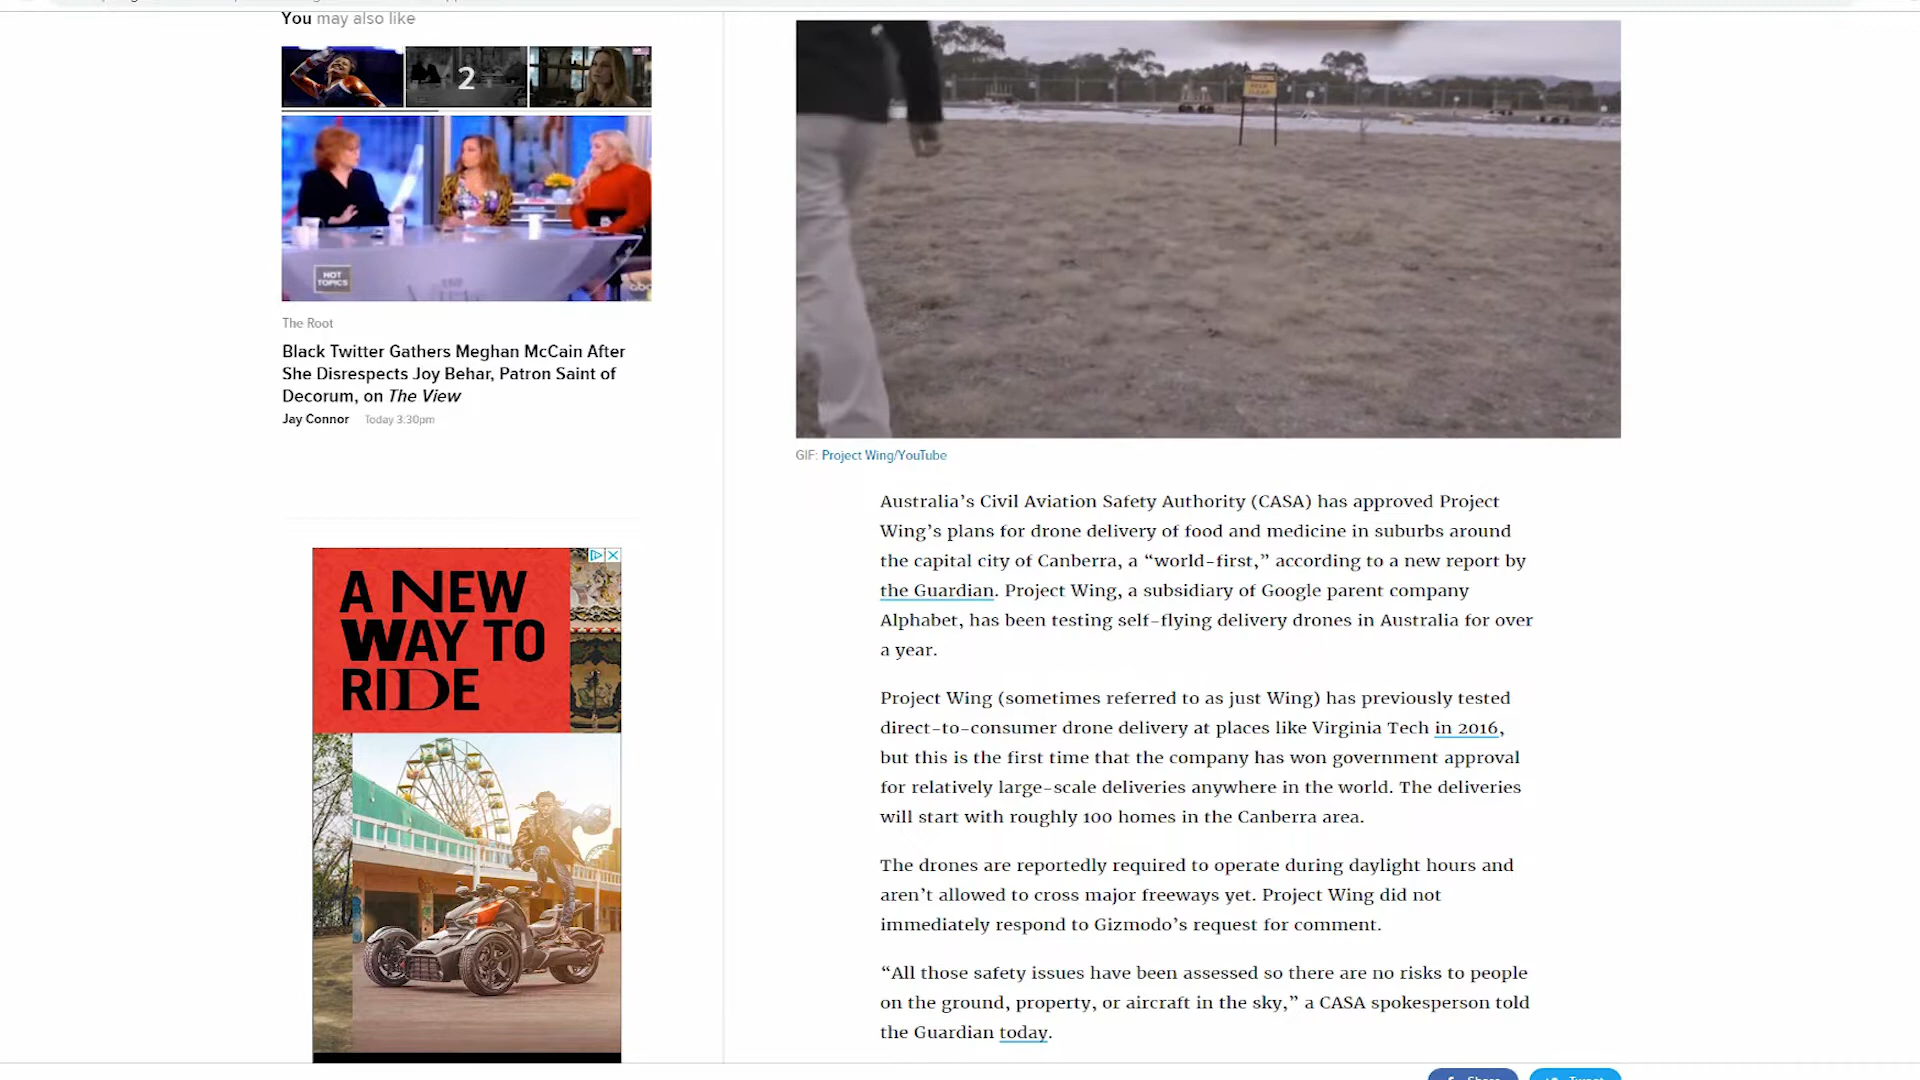 You may also like
2
HOT
TOPICS
abc
The Root
Black Twitter Gathers Meghan McCain After
She Disrespects Joy Behar, Patron Saint of
Decorum, on The View
Jay Connor Today 3:30pm
A NEW
WAY TO
RIDE
WARNING
KEEP
CLEAR
GIF: Project Wing/YouTube
Australia’s Civil Aviation Safety Authority (CASA) has approved Project
Wing’s plans for drone delivery of food and medicine in suburbs around
the capital city of Canberra, a “world-first,” according to a new report by
the Guardian. Project Wing, a subsidiary of Google parent company
Alphabet, has been testing self-flying delivery drones in Australia for over
a year.
Project Wing (sometimes referred to as just Wing) has previously tested
direct-to-consumer drone delivery at places like Virginia Tech in 2016,
but this is the first time that the company has won government approval
for relatively large-scale deliveries anywhere in the world. The deliveries
will start with roughly 100 homes in the Canberra area.
The drones are reportedly required to operate during daylight hours and
aren’t allowed to cross major freeways yet. Project Wing did not
immediately respond to Gizmodo’s request for comment.
“All those safety issues have been assessed so there are no risks to people
on the ground, property, or aircraft in the sky,” a CASA spokesperson told
the Guardian today.
Share Tweet